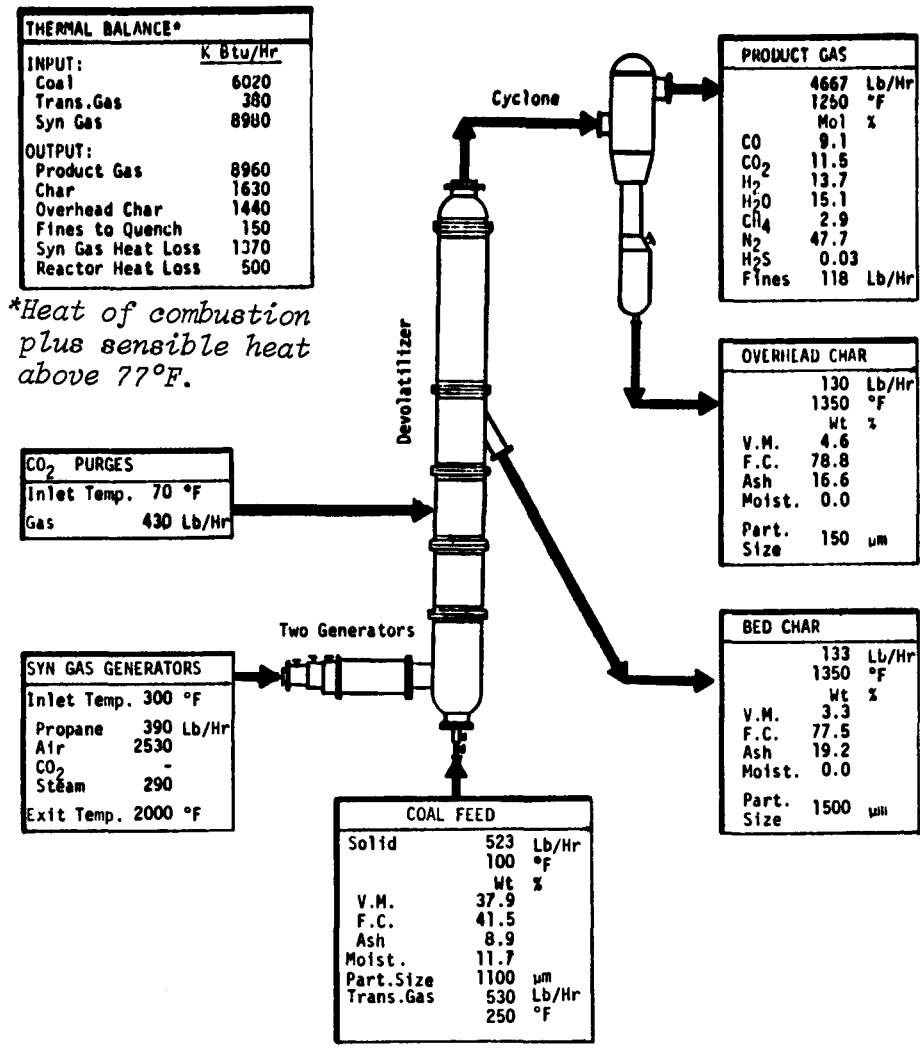 THERMAL BALANCE*
K Btu/Hr
INPUT:
Coal 6020
Trans.Gas 380
Syn Gas 8980
OUTPUT:
Product Gas 8960
Char 1630
Overhead Char 1440
Fines to Quench 150
Syn Gas Heat Loss 1370
Reactor Heat Loss 500
*Heat of combustion
plus sensible heat
above 77°F.
Cyclone
PRODUCT GAS
4667 Lb/Hr
1250 °F
Mol %
CO 9.1
CO2 11.5
H2 13.7
H2O 15.1
CH4 2.9
N2 47.7
H2S 0.03
Fines 118 Lb/Hr
Devolatilizer
OVERHEAD CHAR
130 Lb/Hr
1350 °F
Wt %
V.M. 4.6
F.C. 78.8
Ash 16.6
Moist. 0.0
Part.
Size 150 µm
CO2 PURGES
Inlet Temp. 70 °F
Gas 430 Lb/Hr
Two Generators
SYN GAS GENERATORS
Inlet Temp. 300 °F
Propane 390 Lb/Hr
Air 2530
CO2 -
Steam 290
Exit Temp. 2000 °F
BED CHAR
133 Lb/Hr
1350 °F
Wt %
V.M. 3.3
F.C. 77.5
Ash 19.2
Moist. 0.0
Part.
Size 1500 µm
COAL FEED
Solid 523 Lb/Hr
100 °F
Wt %
V.M. 37.9
F.C. 41.5
Ash 8.9
Moist. 11.7
Part.Size 1100 µm
Trans.Gas 530 Lb/Hr
250 °F